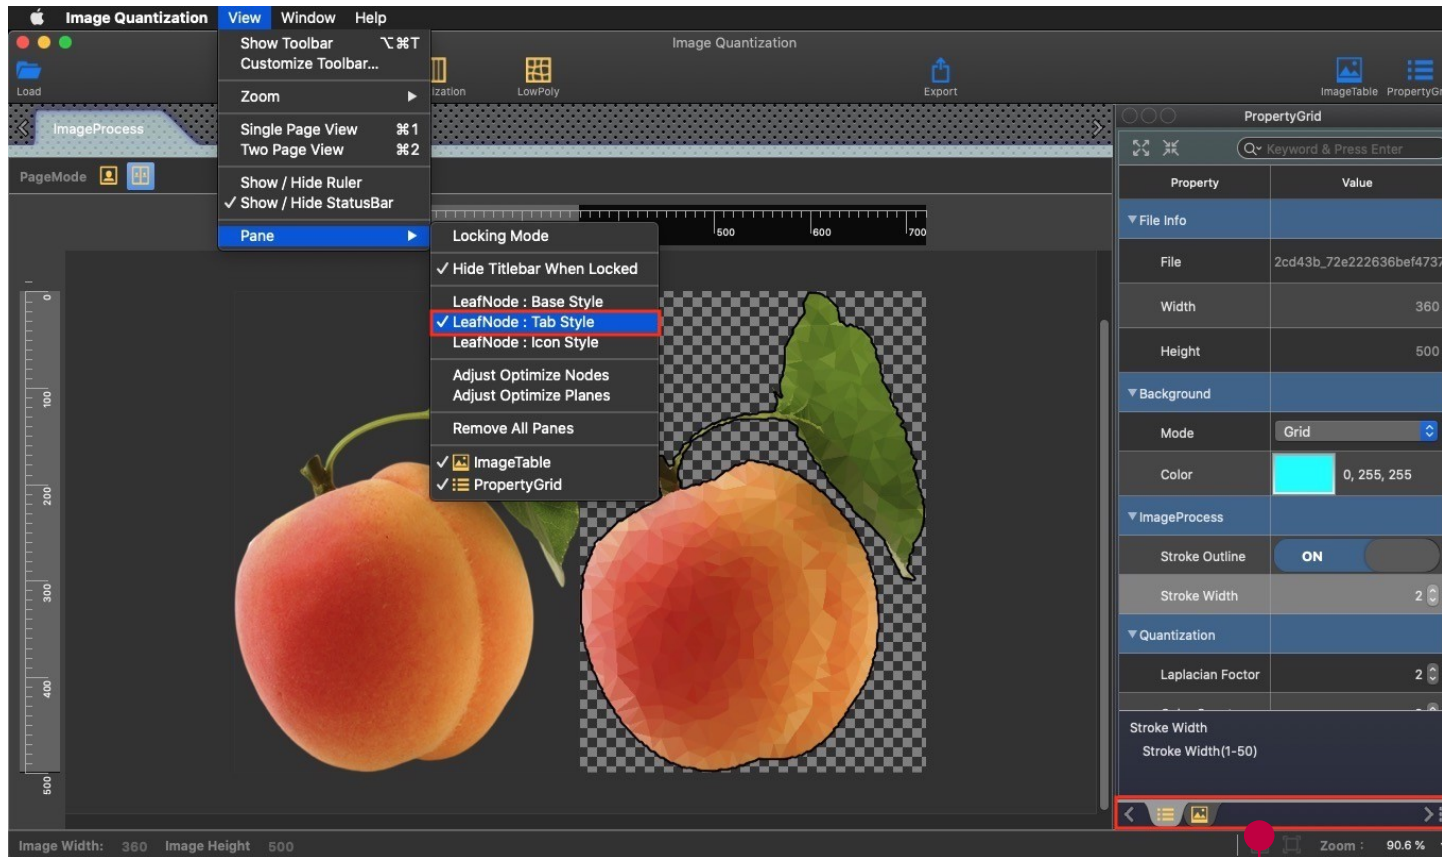 Image Quantization View Window Help
Image Quantization
Load
ization
LowPoly
Export
ImageTable
PropertyGr
Show Toolbar ⌥⌘T
Customize Toolbar...
Zoom
Single Page View ⌘1
Two Page View ⌘2
Show / Hide Ruler
✓ Show / Hide StatusBar
Pane
Locking Mode
✓ Hide Titlebar When Locked
LeafNode : Base Style
✓ LeafNode : Tab Style
LeafNode : Icon Style
Adjust Optimize Nodes
Adjust Optimize Planes
Remove All Panes
✓ ImageTable
✓ PropertyGrid
ImageProcess
PageMode
500 600 700
0
100
200
300
400
500
PropertyGrid
Keyword & Press Enter
Property Value
File Info
File 2cd43b_72e222636bef4737
Width 360
Height 500
Background
Mode Grid
Color 0, 255, 255
ImageProcess
Stroke Outline ON
Stroke Width 2
Quantization
Laplacian Foctor 2
Stroke Width
Stroke Width(1-50)
Image Width: 360 Image Height 500
Zoom : 90.6 %